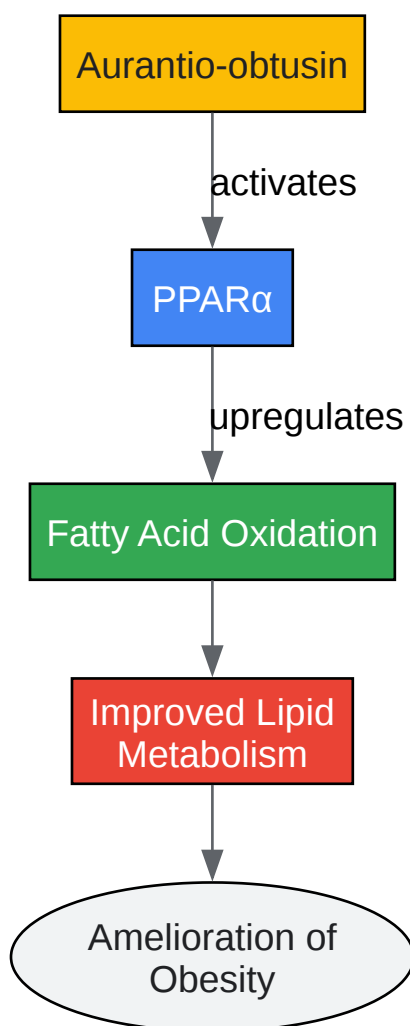 Aurantio-obtusin
activates
PPARα
upregulates
Fatty Acid Oxidation
Improved Lipid
Metabolism
Amelioration of
Obesity